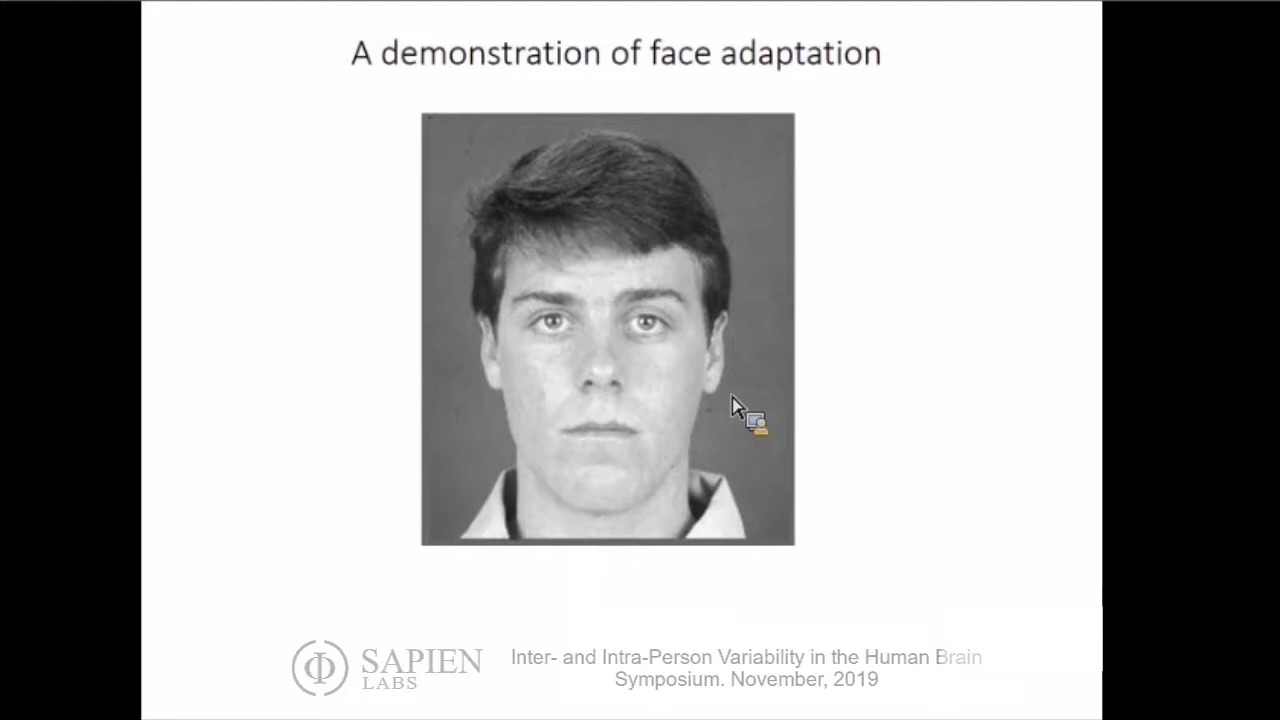 A demonstration of face adaptation
SAPIEN
LABS
Inter- and Intra-Person Variability in the Human Brain
Symposium. November, 2019